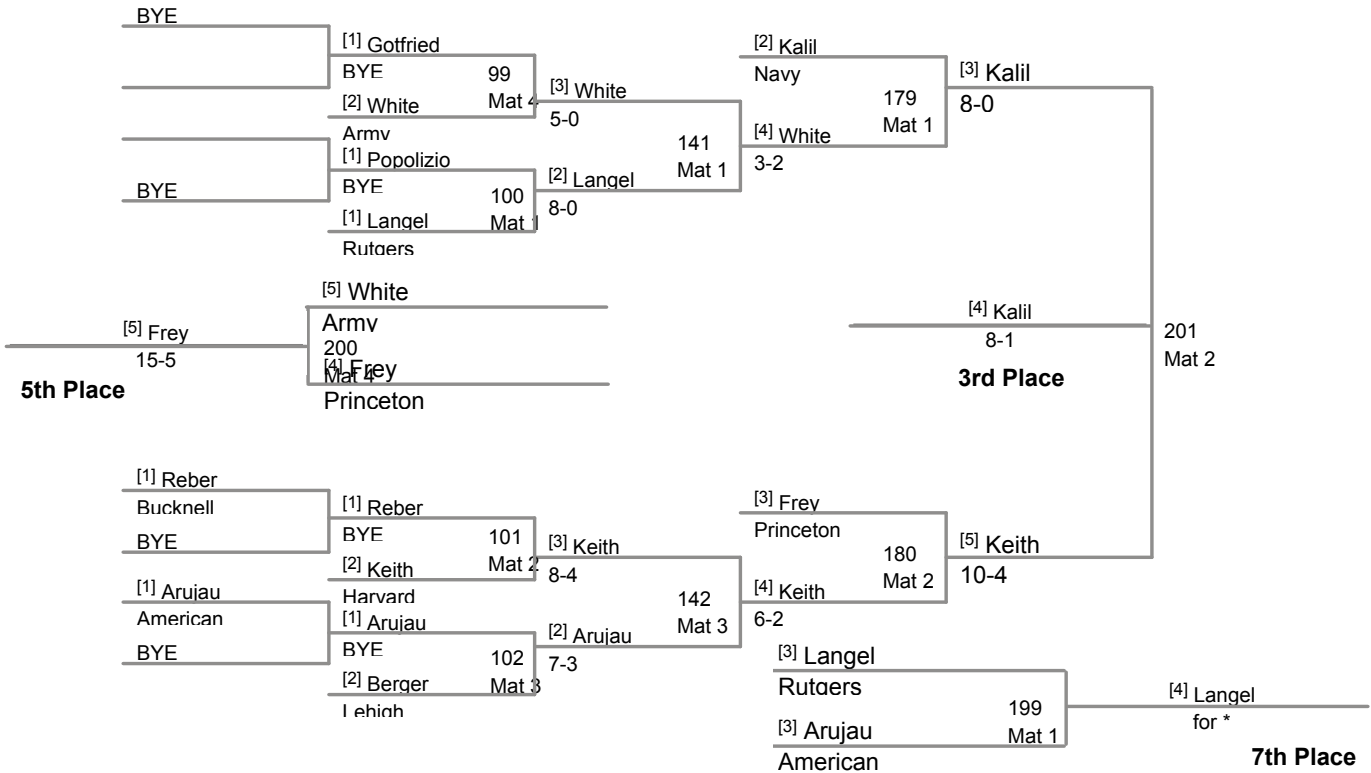 BYE
[1] Gotfried
BYE
99
Mat 4
[2] White
Army
[3] White
5-0
[1] Popolizio
BYE
BYE
100
Mat 1
[1] Langel
Rutgers
[2] Langel
8-0
141
Mat 1
[2] Kalil
Navy
[4] White
3-2
179
Mat 1
[3] Kalil
8-0
[5] White
Army
200
Mat 4
[4] Frey
Princeton
[5] Frey
15-5
5th Place
[4] Kalil
8-1
3rd Place
201
Mat 2
[1] Reber
Bucknell
BYE
[1] Reber
BYE
101
Mat 2
[2] Keith
Harvard
[3] Keith
8-4
[1] Arujau
American
BYE
[1] Arujau
BYE
102
Mat 3
[2] Berger
Lehigh
[2] Arujau
7-3
142
Mat 3
[3] Frey
Princeton
[4] Keith
6-2
180
Mat 2
[5] Keith
10-4
[3] Langel
Rutgers
[3] Arujau
American
199
Mat 1
[4] Langel
for *
7th Place